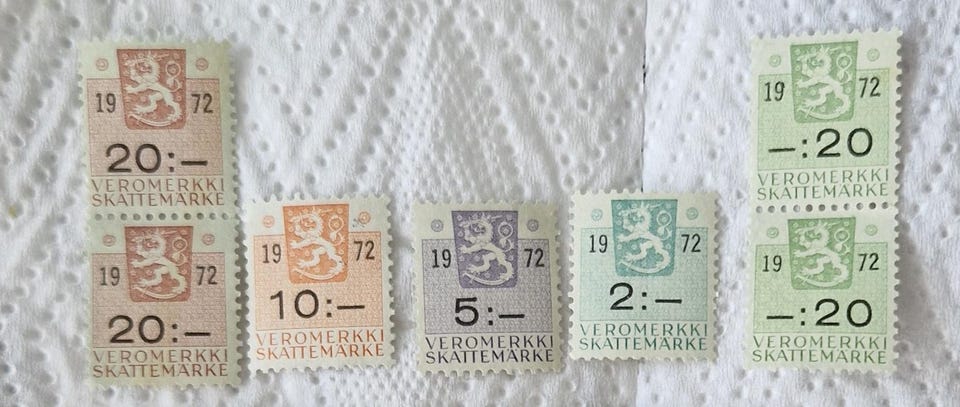 19 72
20:–
VEROMERKKI
SKATTEMÄRKE
19 72
20:–
VEROMERKKI
SKATTEMÄRKE
19 72
10:–
VEROMERKKI
SKATTEMÄRKE
19 72
5:–
VEROMERKKI
SKATTEMÄRKE
19 72
2:–
VEROMERKKI
SKATTEMÄRKE
19 72
–:20
VEROMERKKI
SKATTEMÄRKE
19 72
–:20
VEROMERKKI
SKATTEMÄRKE